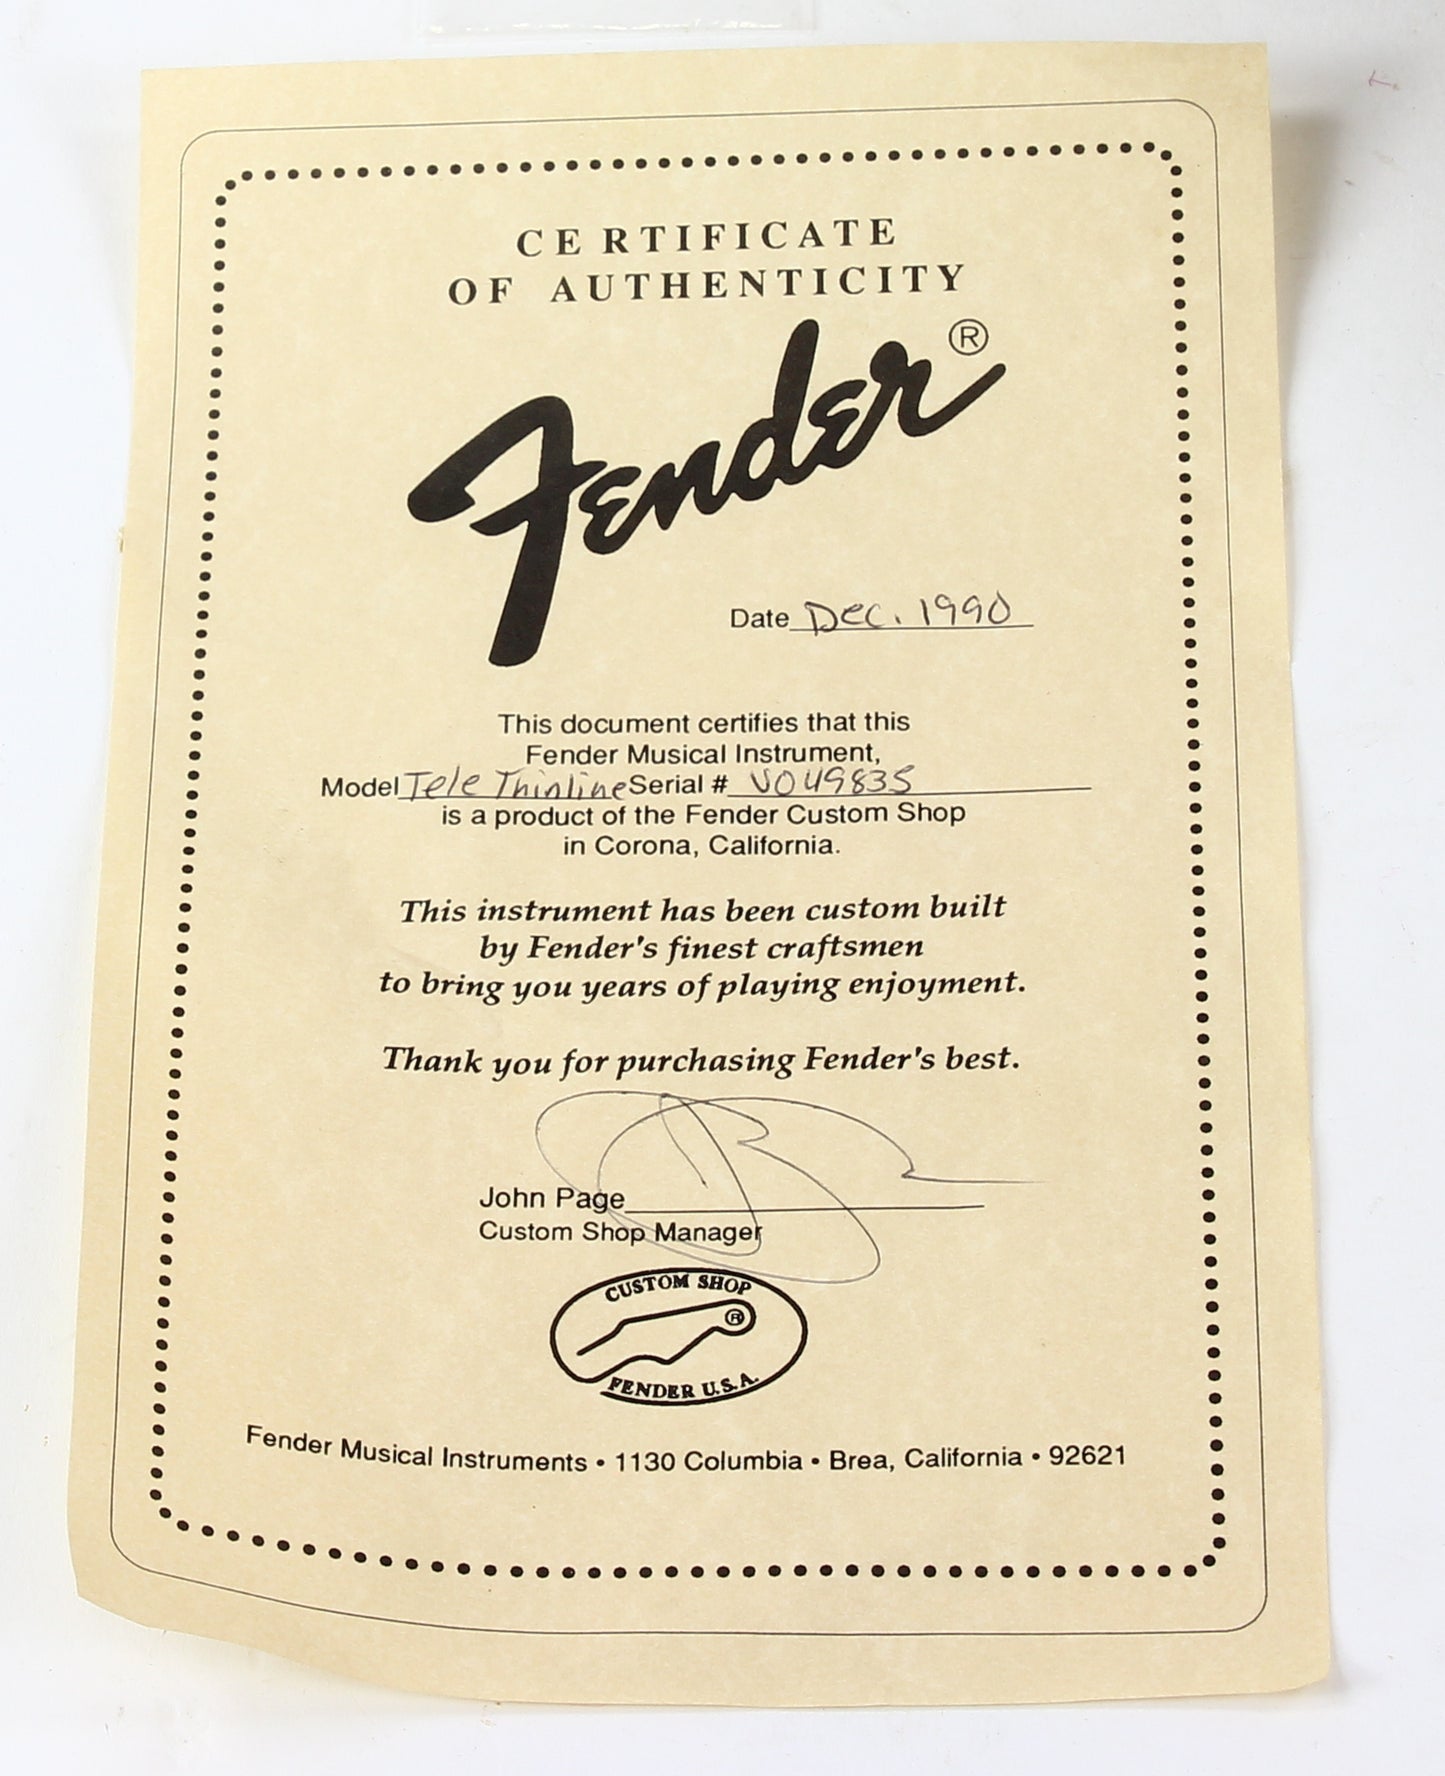 CERTIFICATE
OF AUTHENTICITY
Fender®
Date Dec. 1990
This document certifies that this
Fender Musical Instrument,
Model Tele Thinline Serial # V049835
is a product of the Fender Custom Shop
in Corona, California.
This instrument has been custom built
by Fender's finest craftsmen
to bring you years of playing enjoyment.
Thank you for purchasing Fender's best.
John Page
Custom Shop Manager
CUSTOM SHOP
®
FENDER U.S.A.
Fender Musical Instruments • 1130 Columbia • Brea, California • 92621